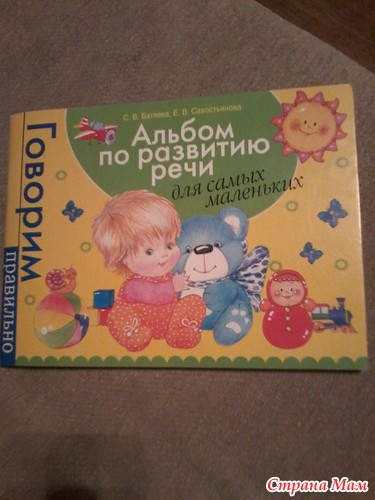 С. В. Батяева, Е. В. Савостьянова
Альбом
по развитию
речи
для самых
маленьких
Говорим
правильно
Страна Мам